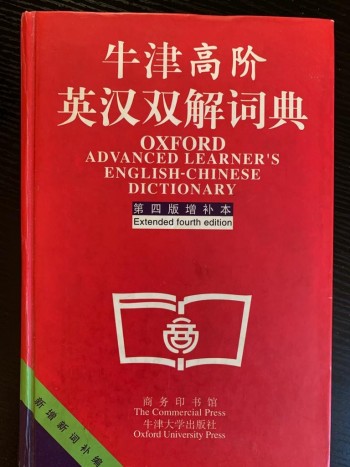 牛津高阶
英汉双解词典
OXFORD
ADVANCED LEARNER'S
ENGLISH-CHINESE
DICTIONARY
第四版增补本
Extended fourth edition
商务印书馆
The Commercial Press
牛津大学出版社
Oxford University Press
新增新词补编